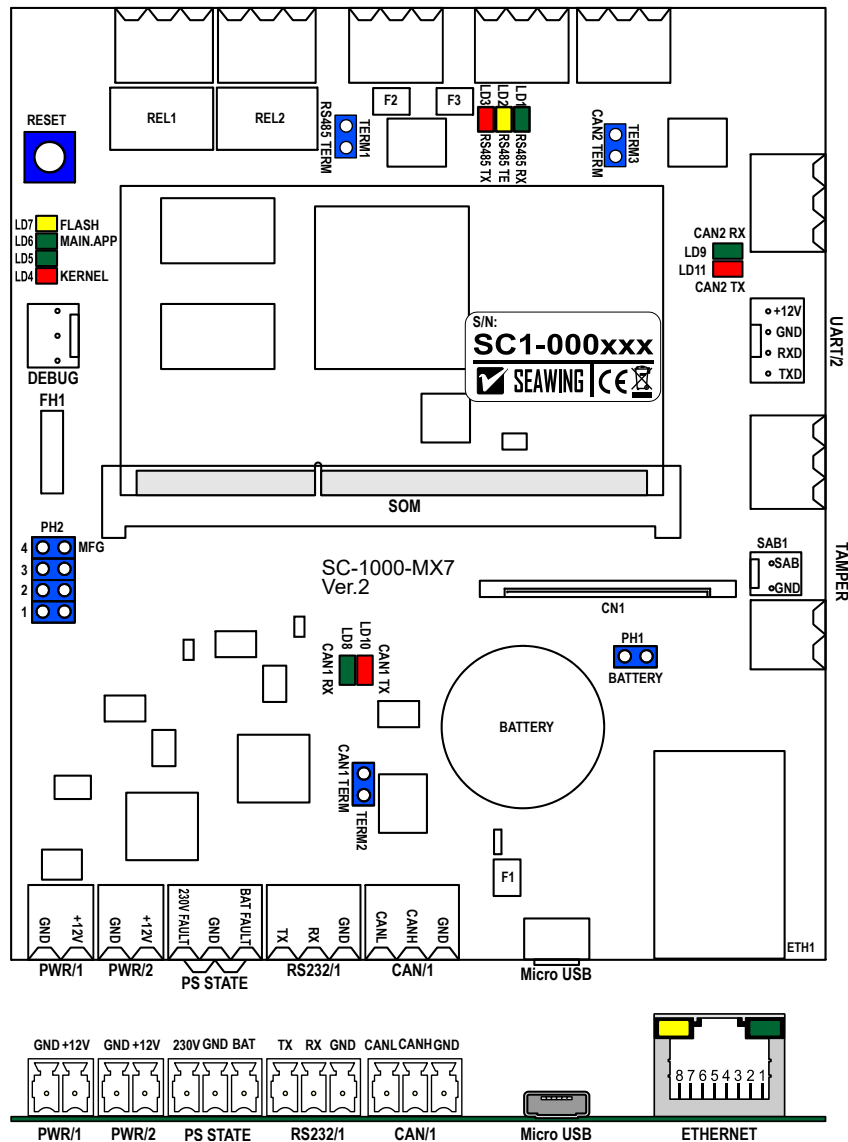 REL1
REL2
F2
F3
RS485 TERM
TERM1
LD3
LD2
LD1
RS485 TX
RS485 TE
RS485 RX
CAN2 TERM
TERM3
RESET
LD7 FLASH
LD6 MAIN.APP
LD5
LD4 KERNEL
CAN2 RX
LD9
LD11
CAN2 TX
+12V
GND
RXD
TXD
UART/2
S/N:
SC1-000xxx
SEAWING CE
DEBUG
FH1
SOM
PH2
4 MFG
3
2
1
SC-1000-MX7
Ver.2
CN1
SAB1
SAB
GND
TAMPER
PH1
BATTERY
CAN1 RX
LD8
LD10
CAN1 TX
BATTERY
CAN1 TERM
TERM2
F1
GND
+12V
GND
+12V
230V FAULT
GND
BAT FAULT
TX
RX
GND
CANL
CANH
GND
ETH1
PWR/1
PWR/2
PS STATE
RS232/1
CAN/1
Micro USB
GND +12V
GND +12V
230V GND BAT
TX RX GND
CANL CANH GND
8 7 6 5 4 3 2 1
PWR/1
PWR/2
PS STATE
RS232/1
CAN/1
Micro USB
ETHERNET